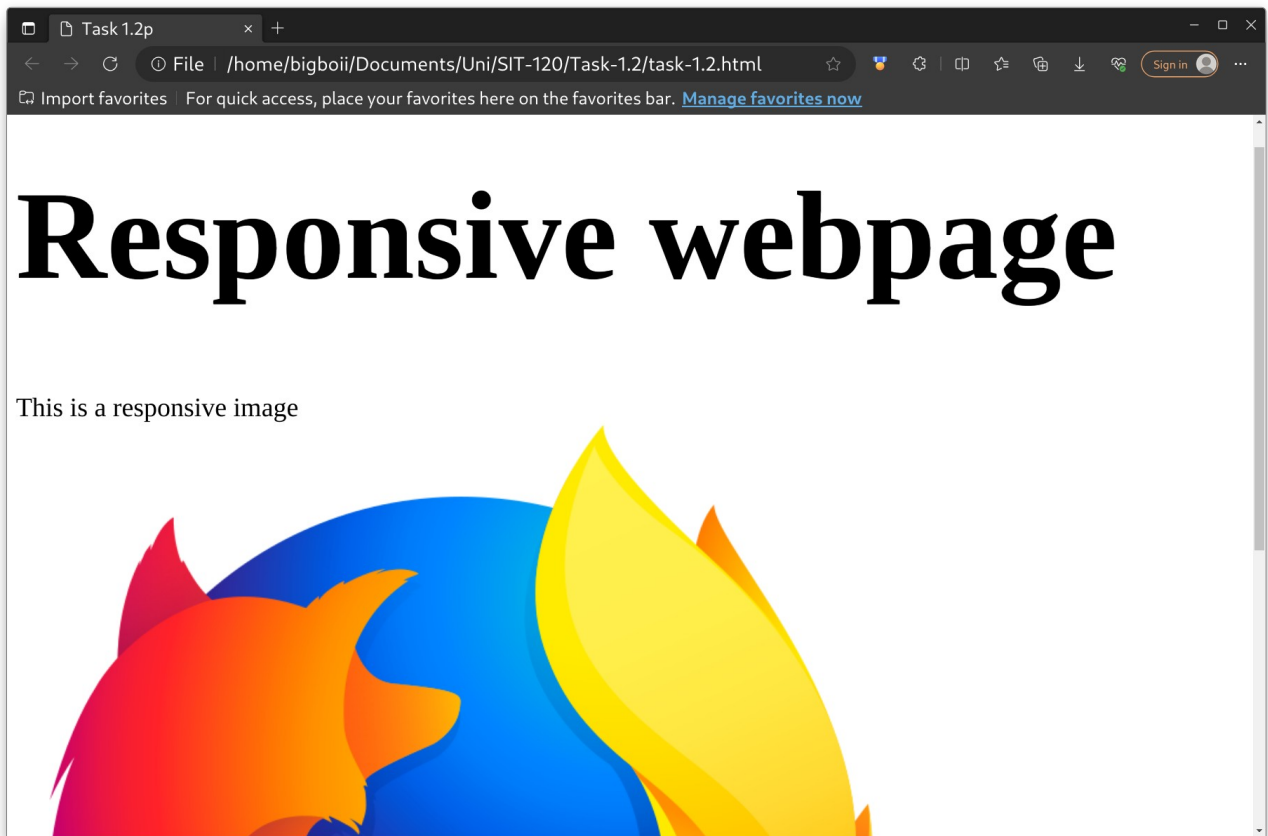 Task 1.2p
File /home/bigboii/Documents/Uni/SIT-120/Task-1.2/task-1.2.html Sign in
Import favorites For quick access, place your favorites here on the favorites bar. Manage favorites now
Responsive webpage
This is a responsive image